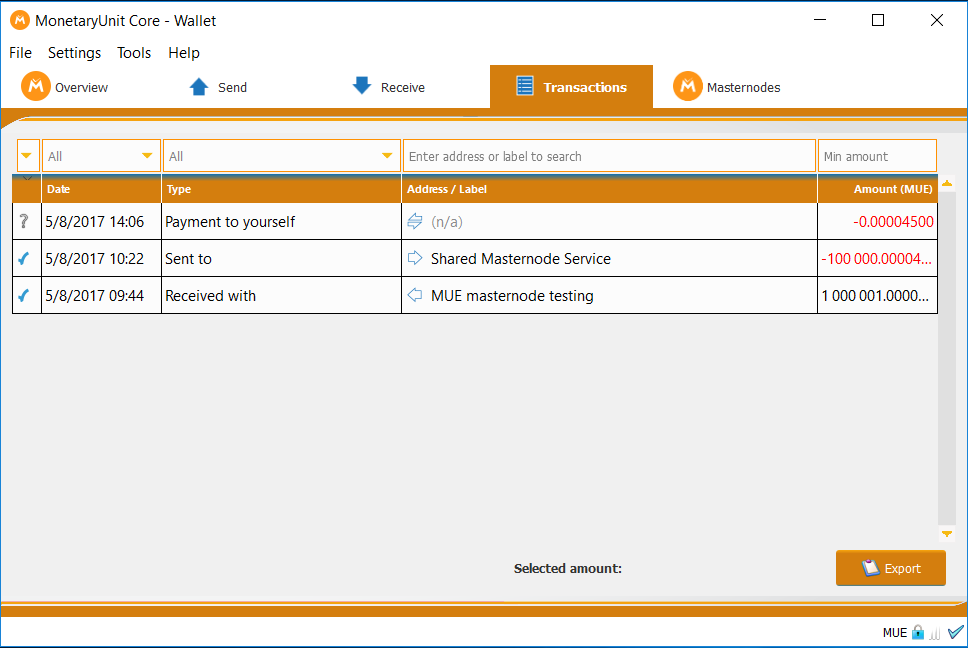 MonetaryUnit Core - Wallet
File Settings Tools Help
Overview Send Receive Transactions Masternodes
All All Enter address or label to search Min amount
Date Type Address / Label Amount (MUE)
? 5/8/2017 14:06 Payment to yourself (n/a) -0.00004500
5/8/2017 10:22 Sent to Shared Masternode Service -100 000.00004...
5/8/2017 09:44 Received with MUE masternode testing 1 000 001.0000...
Selected amount: Export
MUE